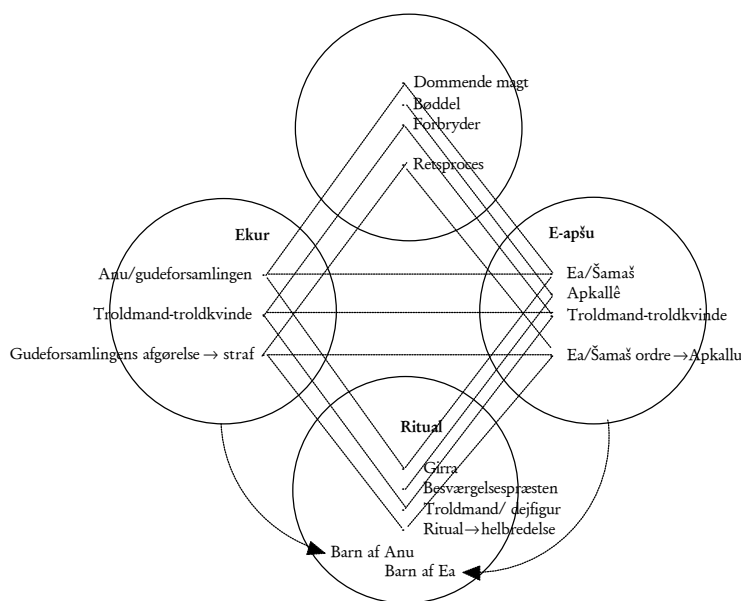 Dommende magt
Bøddel
Forbryder
Retsproces
Ekur
Anu/gudeforsamlingen
Troldmand-troldkvinde
Gudeforsamlingens afgørelse → straf
E-apšu
Ea/Šamaš
Apkallê
Troldmand-troldkvinde
Ea/Šamaš ordre → Apkallu
Ritual
Girra
Besværgelsespræsten
Troldmand/ dejfigur
Ritual → helbredelse
Barn af Anu
Barn af Ea